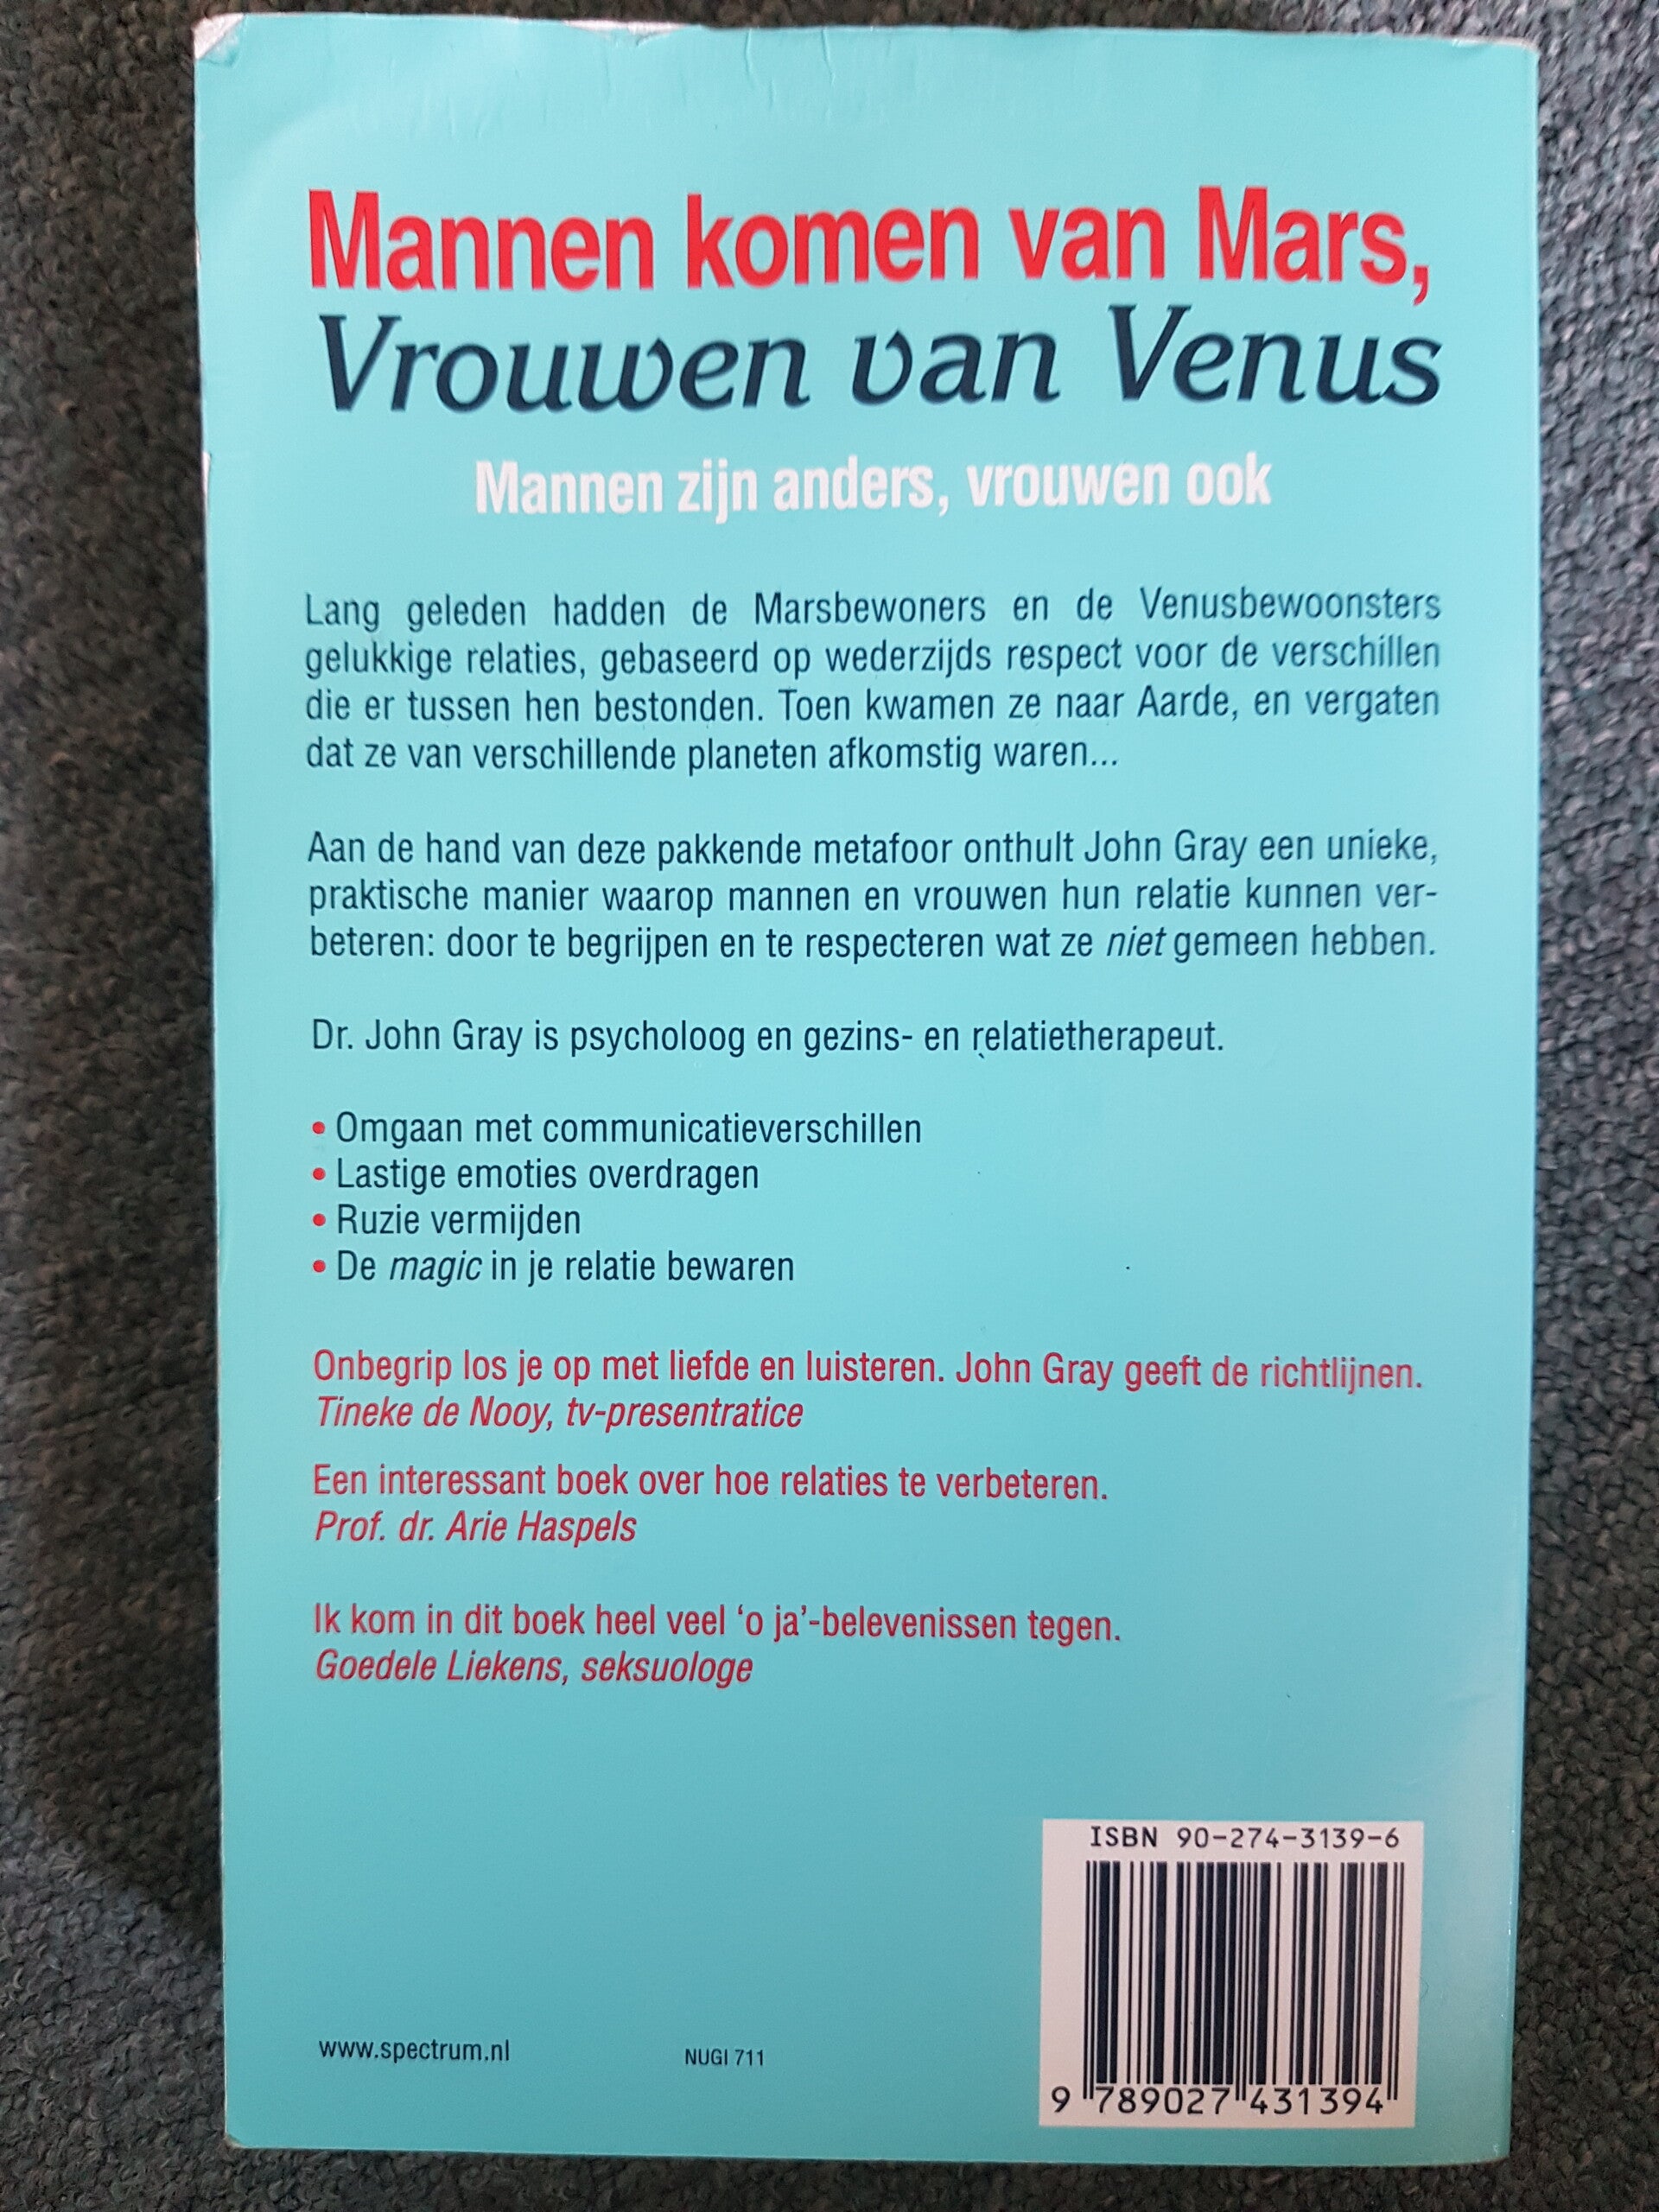 Mannen komen van Mars,
Vrouwen van Venus
Mannen zijn anders, vrouwen ook
Lang geleden hadden de Marsbewoners en de Venusbewoonsters
gelukkige relaties, gebaseerd op wederzijds respect voor de verschillen
die er tussen hen bestonden. Toen kwamen ze naar Aarde, en vergaten
dat ze van verschillende planeten afkomstig waren...
Aan de hand van deze pakkende metafoor onthult John Gray een unieke,
praktische manier waarop mannen en vrouwen hun relatie kunnen ver-
beteren: door te begrijpen en te respecteren wat ze niet gemeen hebben.
Dr. John Gray is psycholoog en gezins- en relatietherapeut.
• Omgaan met communicatieverschillen
• Lastige emoties overdragen
• Ruzie vermijden
• De magic in je relatie bewaren
Onbegrip los je op met liefde en luisteren. John Gray geeft de richtlijnen.
Tineke de Nooy, tv-presentratice
Een interessant boek over hoe relaties te verbeteren.
Prof. dr. Arie Haspels
Ik kom in dit boek heel veel ‘o ja’-belevenissen tegen.
Goedele Liekens, seksuologe
ISBN 90-274-3139-6
9 789027 431394
www.spectrum.nl
NUGI 711